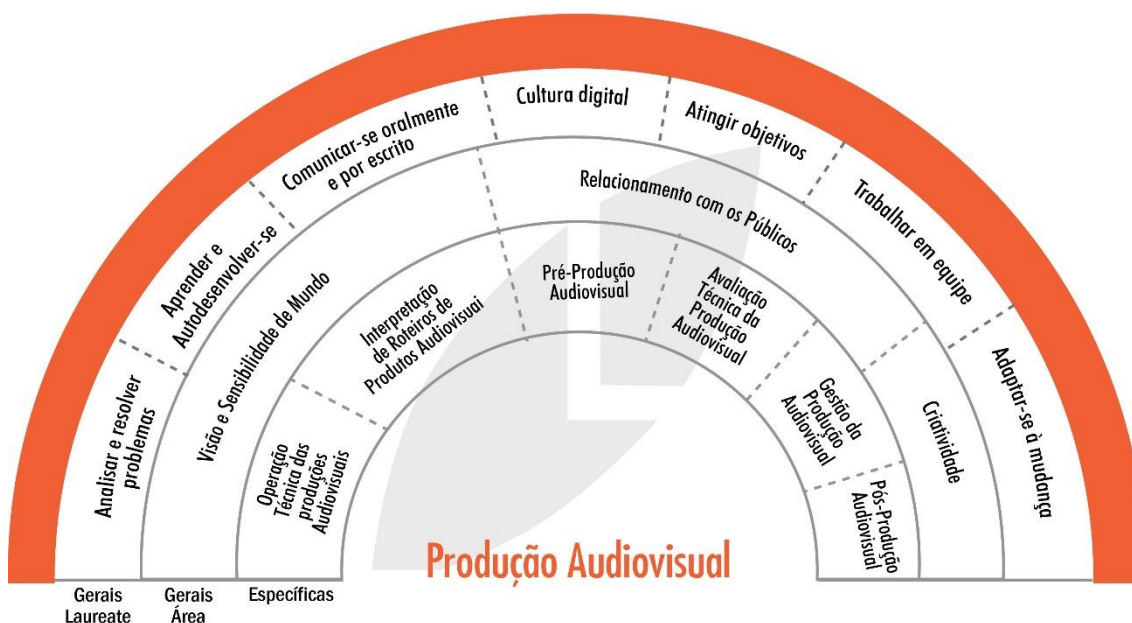 Analisar e resolver
problemas
Aprender e
Autodesenvolver-se
Comunicar-se oralmente
e por escrito
Cultura digital
Atingir objetivos
Trabalhar em equipe
Adaptar-se à mudança
Visão e Sensibilidade de Mundo
Relacionamento com os Públicos
Criatividade
Operação
Técnica das
produções
Audiovisuais
Interpretação
de Roteiros de
Produtos Audiovisuai
Pré-Produção
Audiovisual
Avaliação
Técnica da
Produção
Audiovisual
Gestão da
Produção
Audiovisual
Pós-Produção
Audiovisual
Produção Audiovisual
Gerais
Laureate
Gerais
Área
Específicas